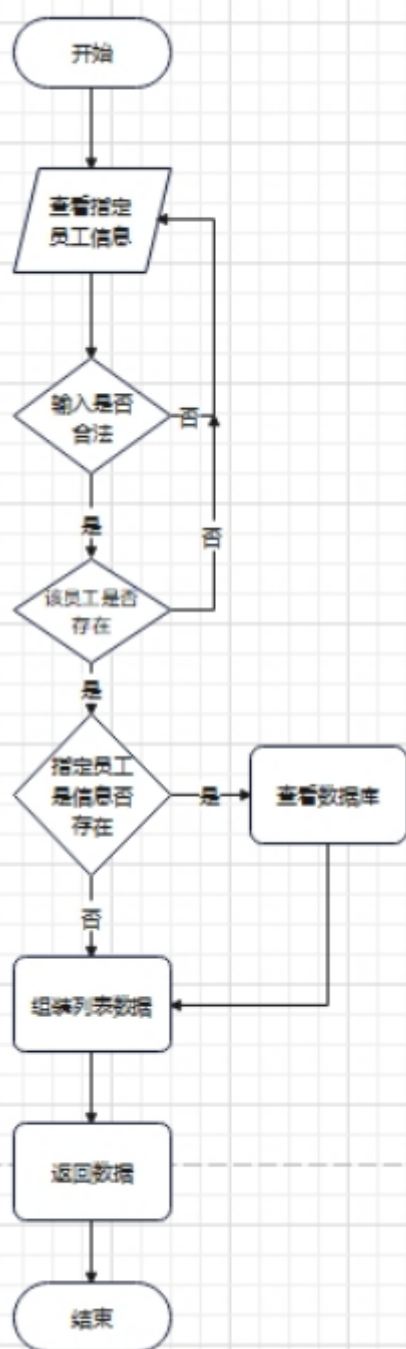 开始
查看指定
员工信息
输入是否
合法
否
是
否
该员工是否
存在
是
指定员工
是信息否
存在
是
查看数据库
否
组装列表数据
返回数据
结束